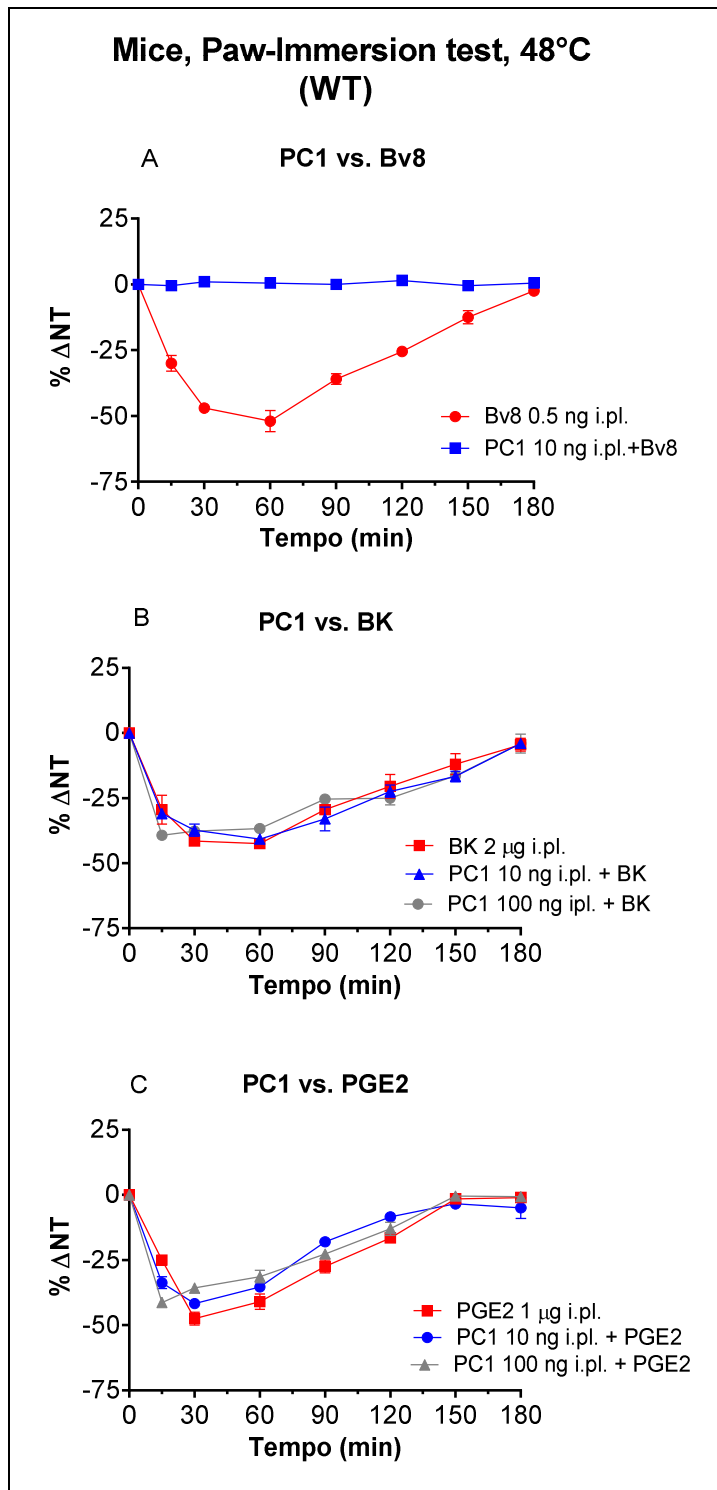 Mice, Paw-Immersion test, 48°C
(WT)
A
PC1 vs. Bv8
25
0
-25
-50
-75
% ΔNT
Bv8 0.5 ng i.pl.
PC1 10 ng i.pl.+Bv8
0 30 60 90 120 150 180
Tempo (min)
B
PC1 vs. BK
25
0
-25
-50
-75
% ΔNT
BK 2 μg i.pl.
PC1 10 ng i.pl. + BK
PC1 100 ng ipl. + BK
0 30 60 90 120 150 180
Tempo (min)
C
PC1 vs. PGE2
25
0
-25
-50
-75
% ΔNT
PGE2 1 μg i.pl.
PC1 10 ng i.pl. + PGE2
PC1 100 ng i.pl. + PGE2
0 30 60 90 120 150 180
Tempo (min)